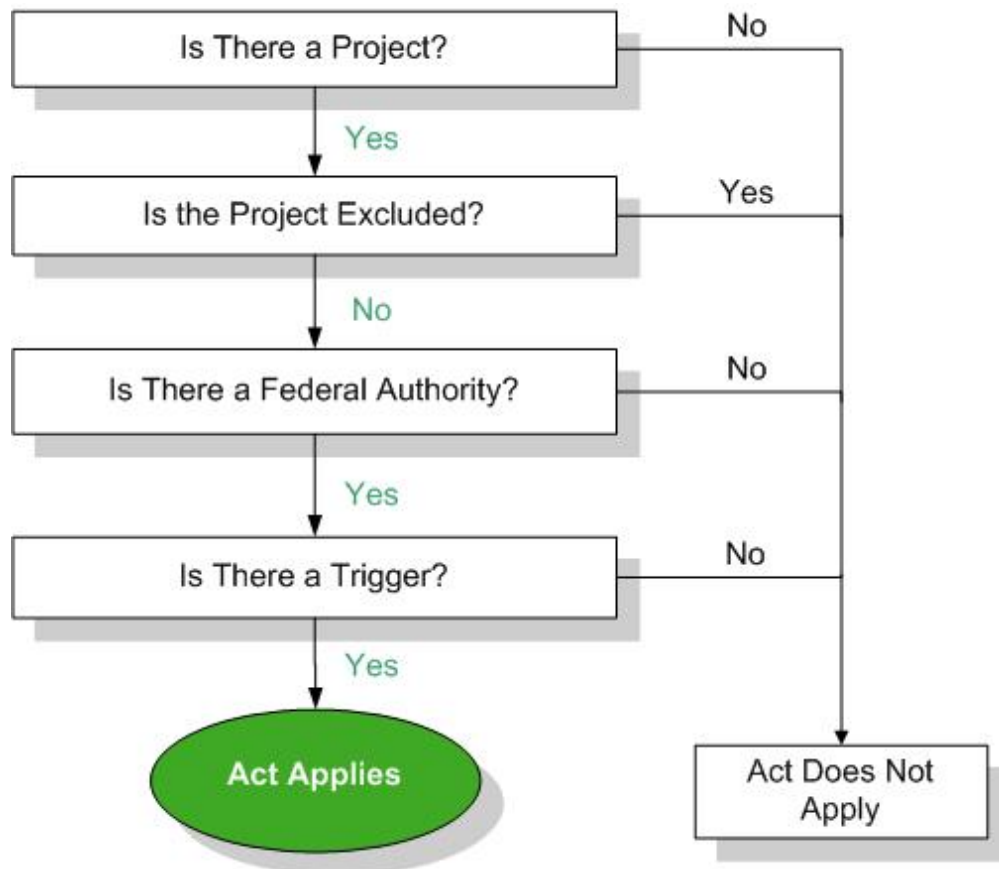 Is There a Project?
No
Yes
Is the Project Excluded?
Yes
No
Is There a Federal Authority?
No
Yes
Is There a Trigger?
No
Yes
Act Applies
Act Does Not
Apply